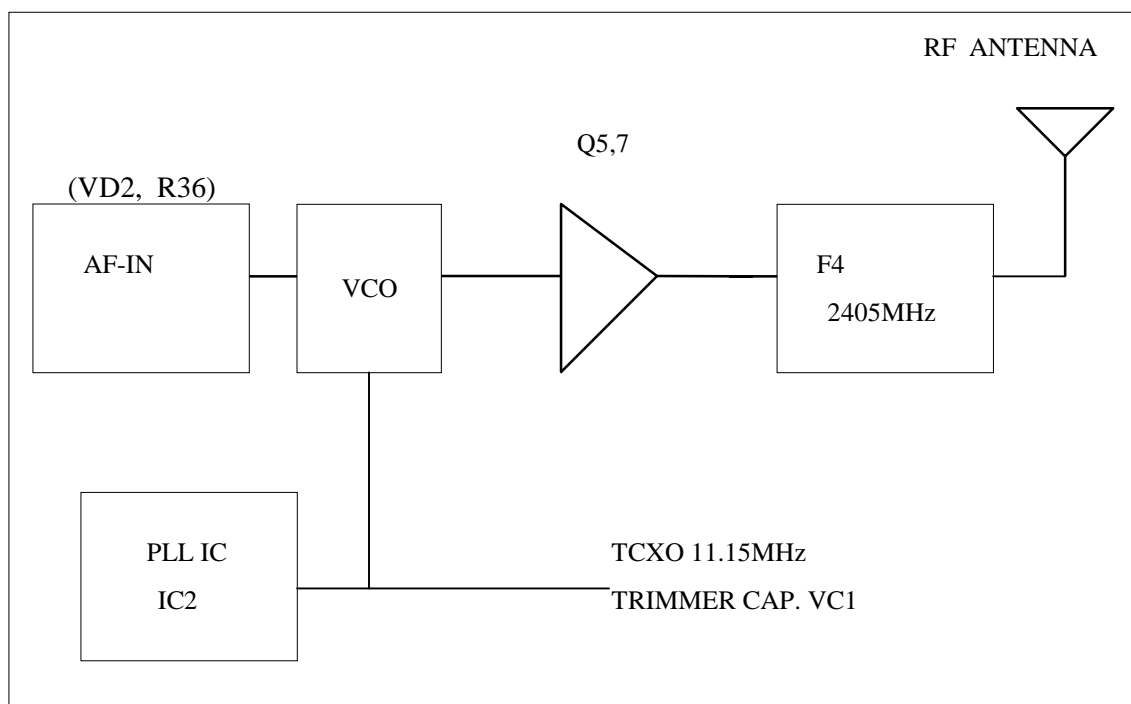 RF ANTENNA
Q5,7
(VD2, R36)
AF-IN
VCO
F4
2405MHz
PLL IC
IC2
TCXO 11.15MHz
TRIMMER CAP. VC1